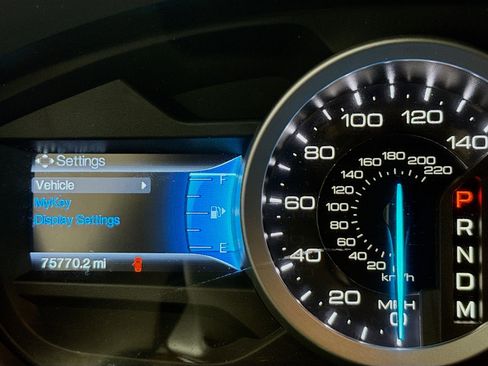 Settings
Vehicle
MyKey
Display Settings
75770.2 mi
F
E
20
40
60
80
100
120
140
20
40
60
80
100
120
140
160
180
200
220
km/h
MPH
0
P
R
N
D
M